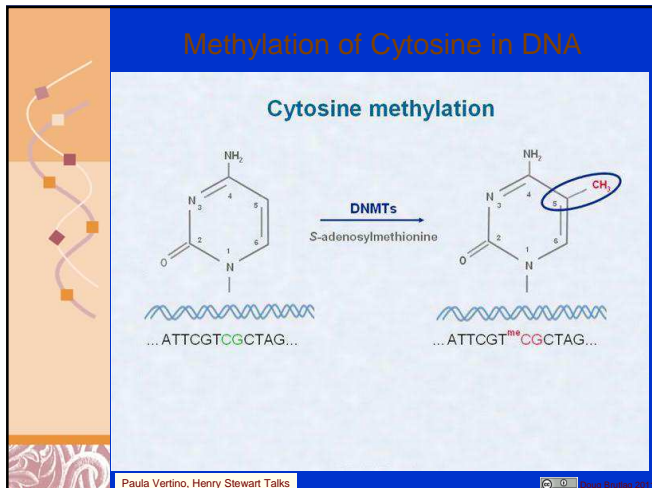 Methylation of Cytosine in DNA
Cytosine methylation
NH2
N 3
4
5
2
1
6
O
N
DNMTs
S-adenosylmethionine
NH2
CH3
N 3
4
5
2
1
6
O
N
...ATTCGTCGCTAG...
...ATTCGTmeCGCTAG...
Paula Vertino, Henry Stewart Talks
cc